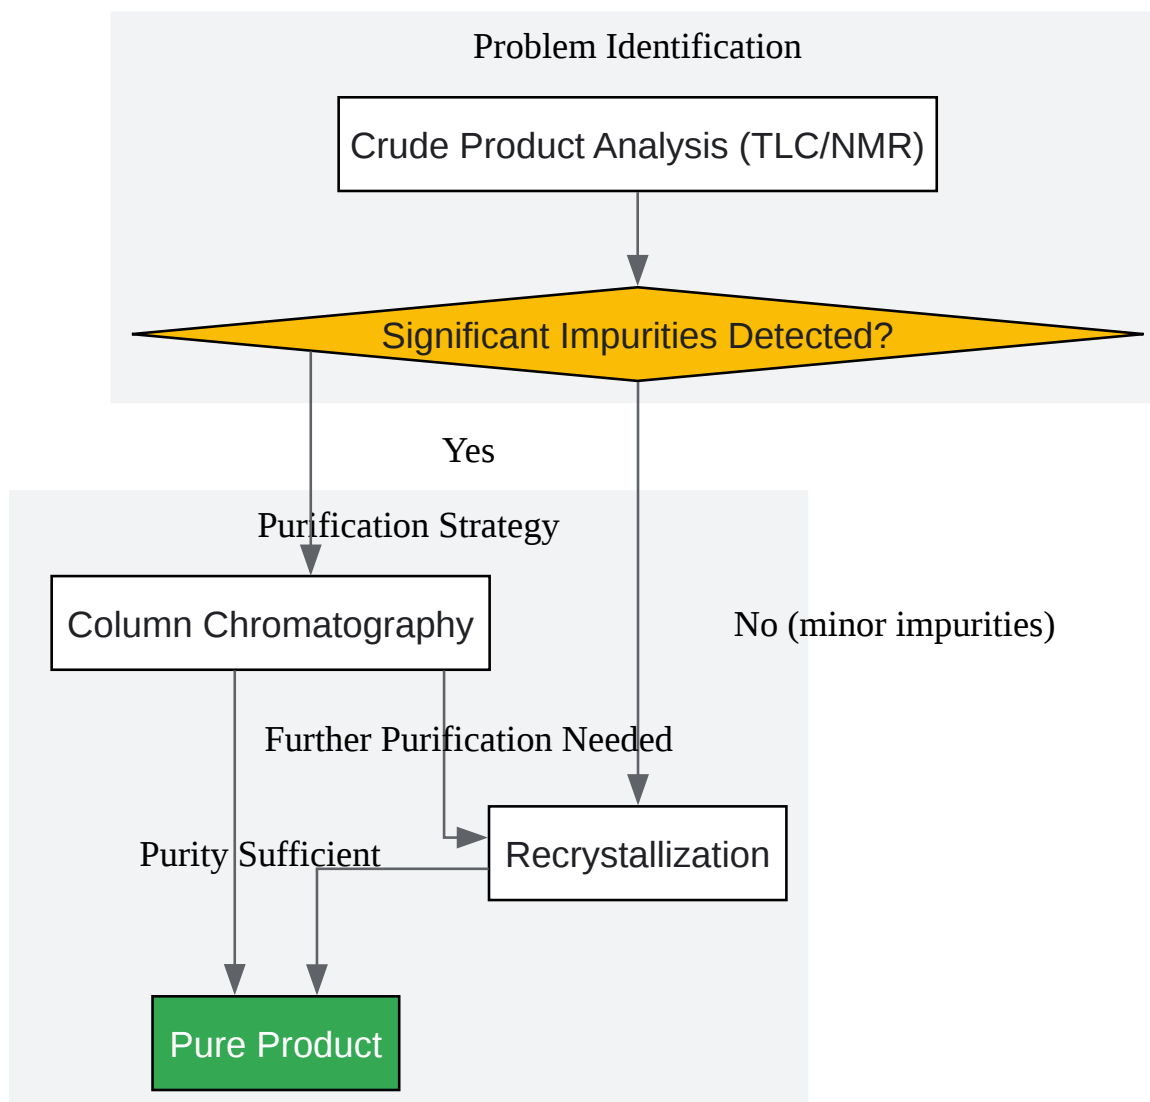 Problem Identification
Crude Product Analysis (TLC/NMR)
Significant Impurities Detected?
Yes
Purification Strategy
Column Chromatography
No (minor impurities)
Further Purification Needed
Purity Sufficient
Recrystallization
Pure Product